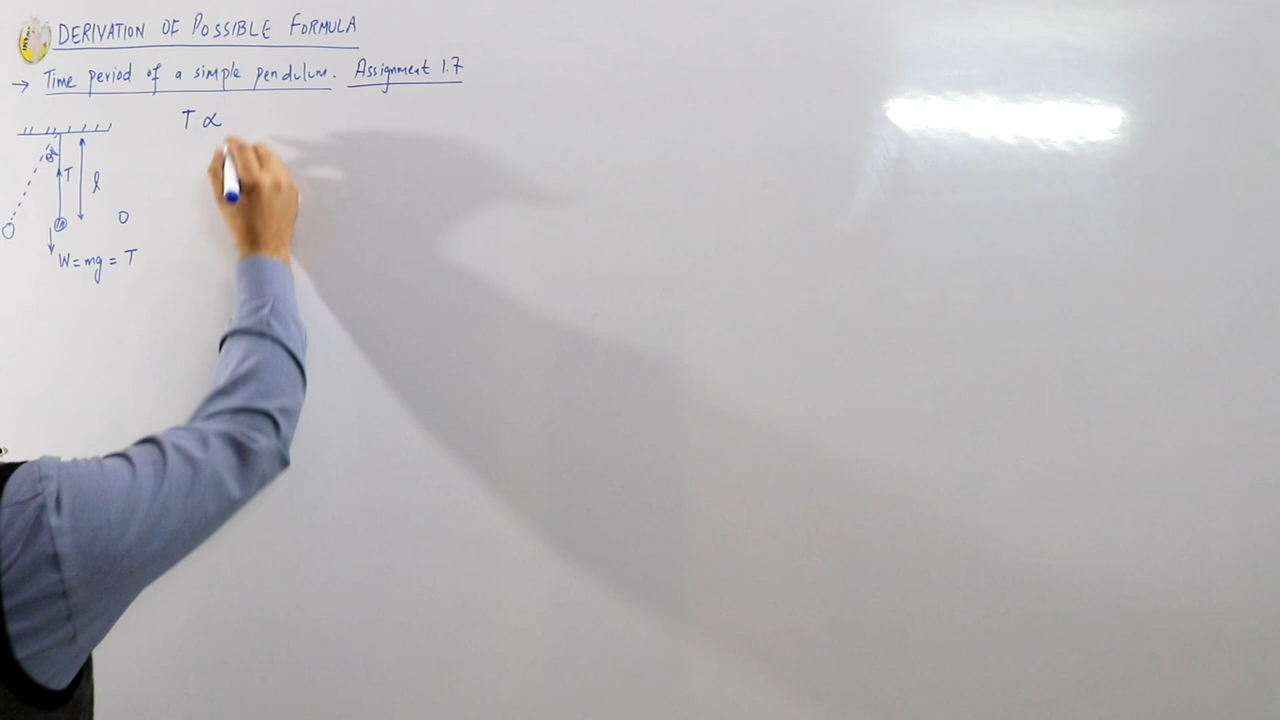 DERIVATION OF POSSIBLE FORMULA
→ Time period of a simple pendulum. Assignment 1.7
T ∝
θ
T
l
m
O
W = mg = T